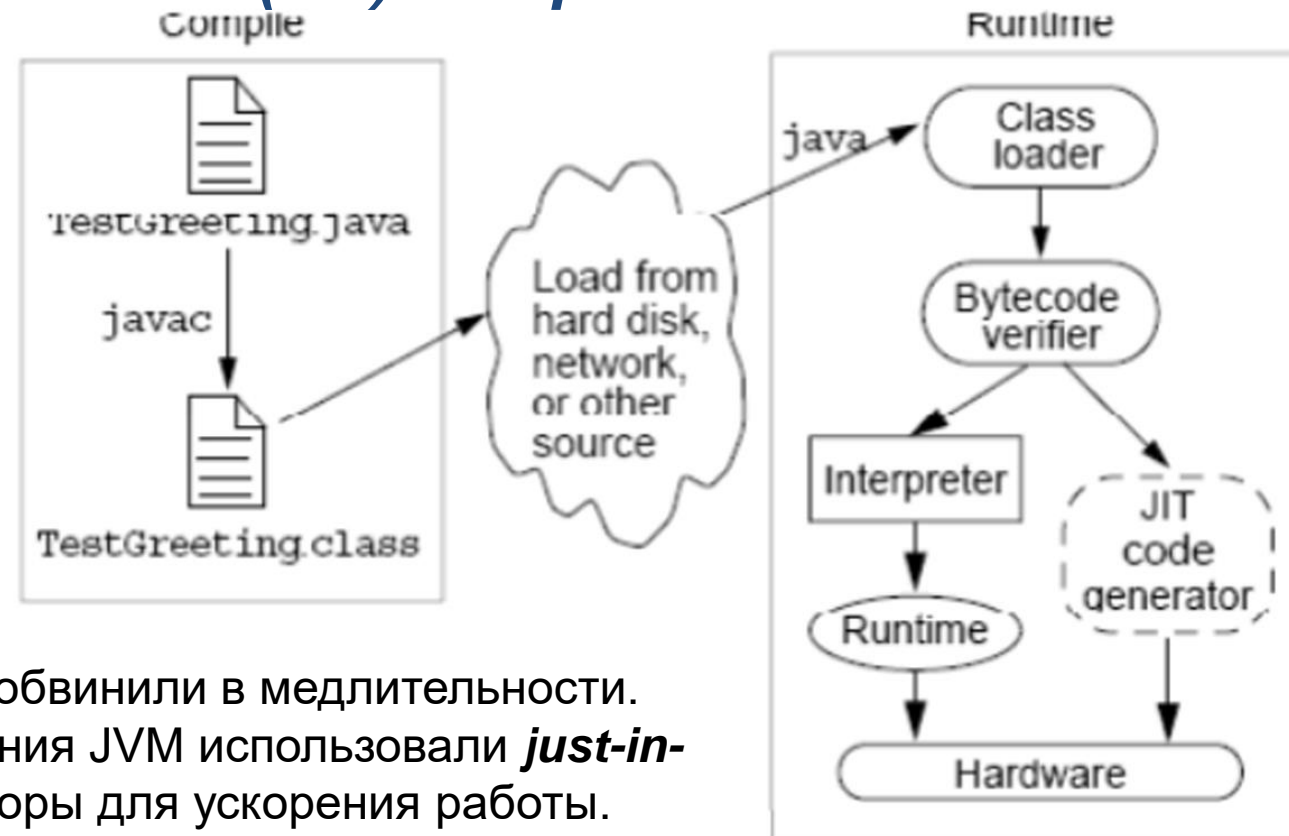 Compile
TestGreeting.java
javac
TestGreeting.class
Load from
hard disk,
network,
or other
source
Runtime
java
Class
loader
Bytecode
verifier
Interpreter
JIT
code
generator
Runtime
Hardware
обвинили в медлительности.
ния JVM использовали just-in-
оры для ускорения работы.